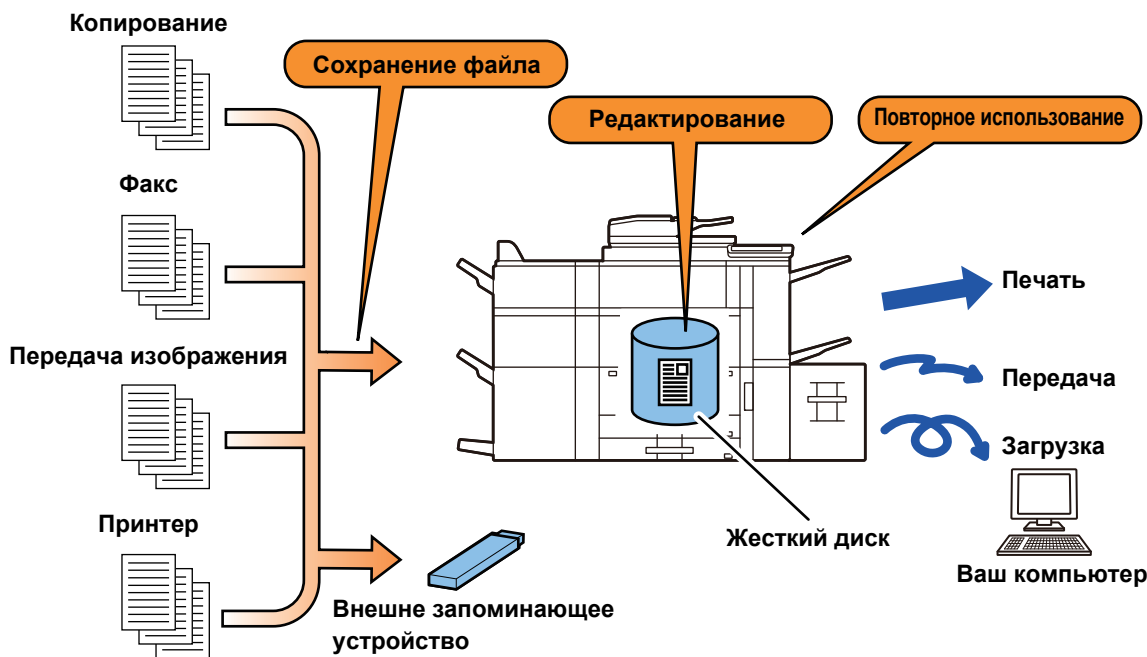 Копирование
Сохранение файла
Редактирование
Повторное использование
Факс
Передача изображения
Принтер
Печать
Передача
Загрузка
Жесткий диск
Ваш компьютер
Внешне запоминающее
устройство